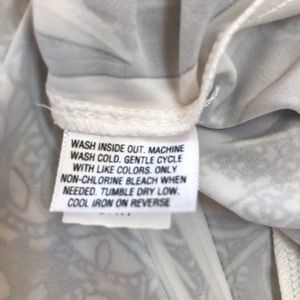 WASH INSIDE OUT. MACHINE
WASH COLD. GENTLE CYCLE
WITH LIKE COLORS. ONLY
NON-CHLORINE BLEACH WHEN
NEEDED. TUMBLE DRY LOW.
COOL IRON ON REVERSE